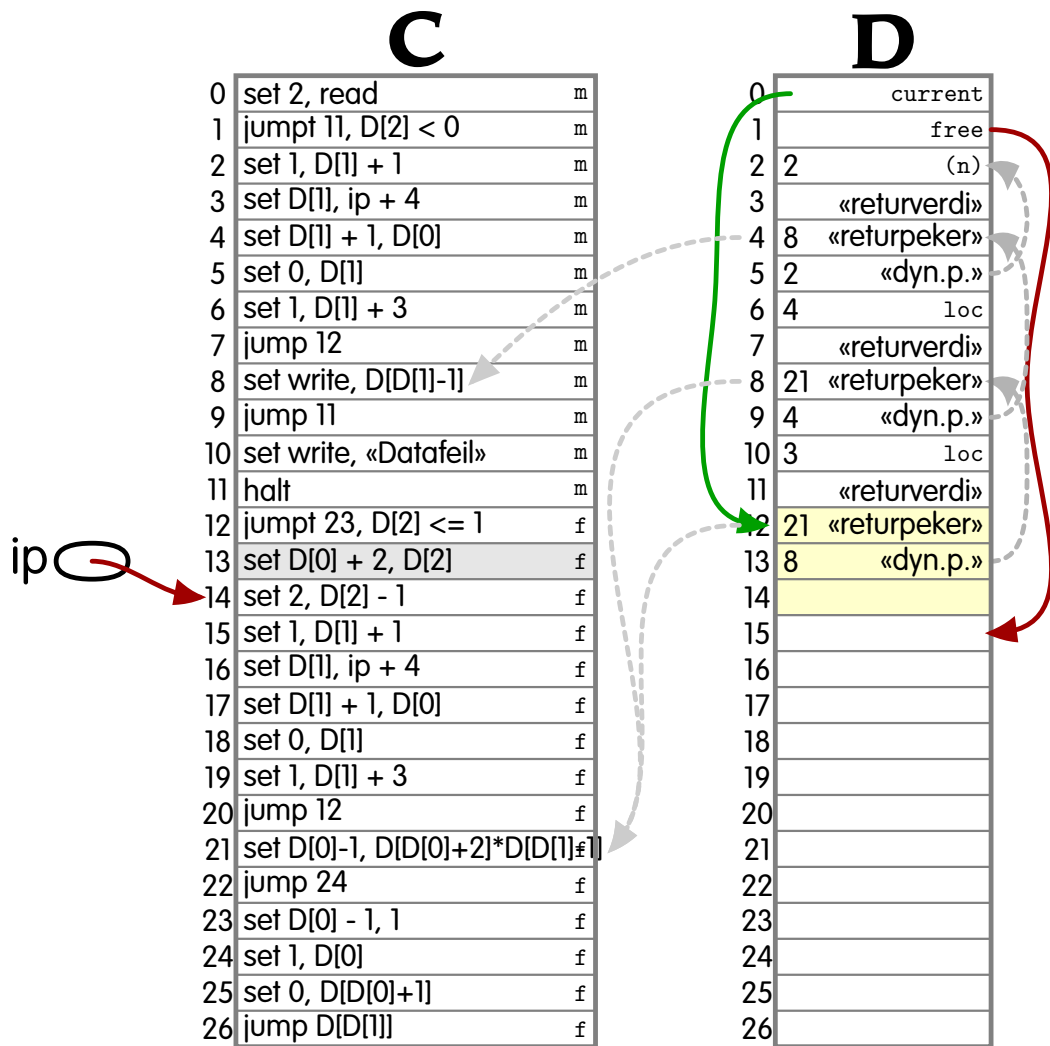 C D
0 set 2, read m
1 jumpt 11, D[2] < 0 m
2 set 1, D[1] + 1 m
3 set D[1], ip + 4 m
4 set D[1] + 1, D[0] m
5 set 0, D[1] m
6 set 1, D[1] + 3 m
7 jump 12 m
8 set write, D[D[1]-1] m
9 jump 11 m
10 set write, «Datafeil» m
11 halt m
12 jumpt 23, D[2] <= 1 f
ip
13 set D[0] + 2, D[2] f
14 set 2, D[2] - 1 f
15 set 1, D[1] + 1 f
16 set D[1], ip + 4 f
17 set D[1] + 1, D[0] f
18 set 0, D[1] f
19 set 1, D[1] + 3 f
20 jump 12 f
21 set D[0]-1, D[D[0]+2]*D[D[1]-1] f
22 jump 24 f
23 set D[0] - 1, 1 f
24 set 1, D[0] f
25 set 0, D[D[0]+1] f
26 jump D[D[1]] f
0 current
1 free
2 2 (n)
3 «returverdi»
4 8 «returpeker»
5 2 «dyn.p.»
6 4 loc
7 «returverdi»
8 21 «returpeker»
9 4 «dyn.p.»
10 3 loc
11 «returverdi»
12 21 «returpeker»
13 8 «dyn.p.»
14
15
16
17
18
19
20
21
22
23
24
25
26